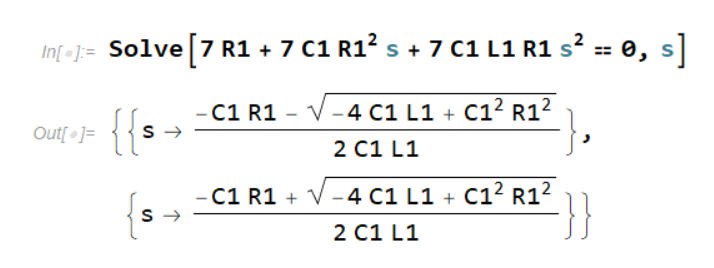 In[•]:= Solve[7 R1 + 7 C1 R1² s + 7 C1 L1 R1 s² == 0, s]
Out[•]= {{s → (-C1 R1 - √(-4 C1 L1 + C1² R1²))/(2 C1 L1)},
{s → (-C1 R1 + √(-4 C1 L1 + C1² R1²))/(2 C1 L1)}}